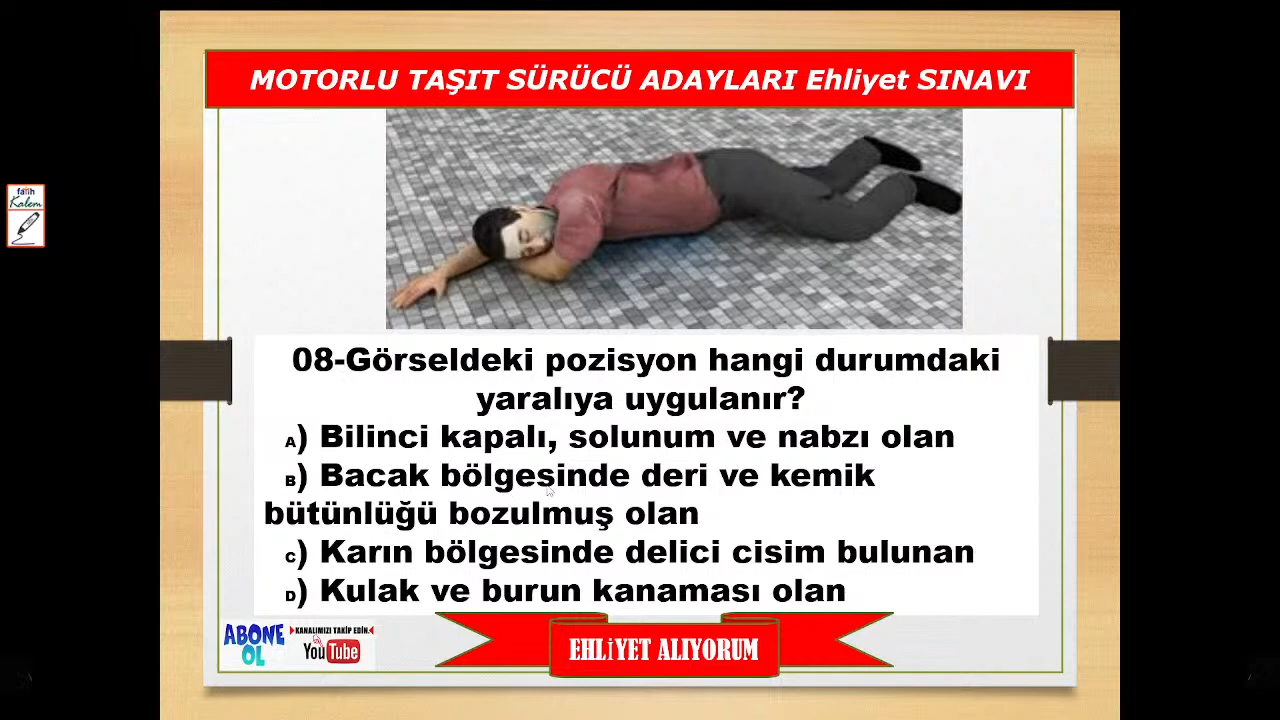 MOTORLU TAŞIT SÜRÜCÜ ADAYLARI Ehliyet SINAVI
fatih
Kalem
08-Görseldeki pozisyon hangi durumdaki
yaralıya uygulanır?
A) Bilinci kapalı, solunum ve nabzı olan
B) Bacak bölgesinde deri ve kemik
bütünlüğü bozulmuş olan
C) Karın bölgesinde delici cisim bulunan
D) Kulak ve burun kanaması olan
ABONE
OL
KANALIMIZI TAKİP EDİN.
YouTube
EHLİYET ALIYORUM